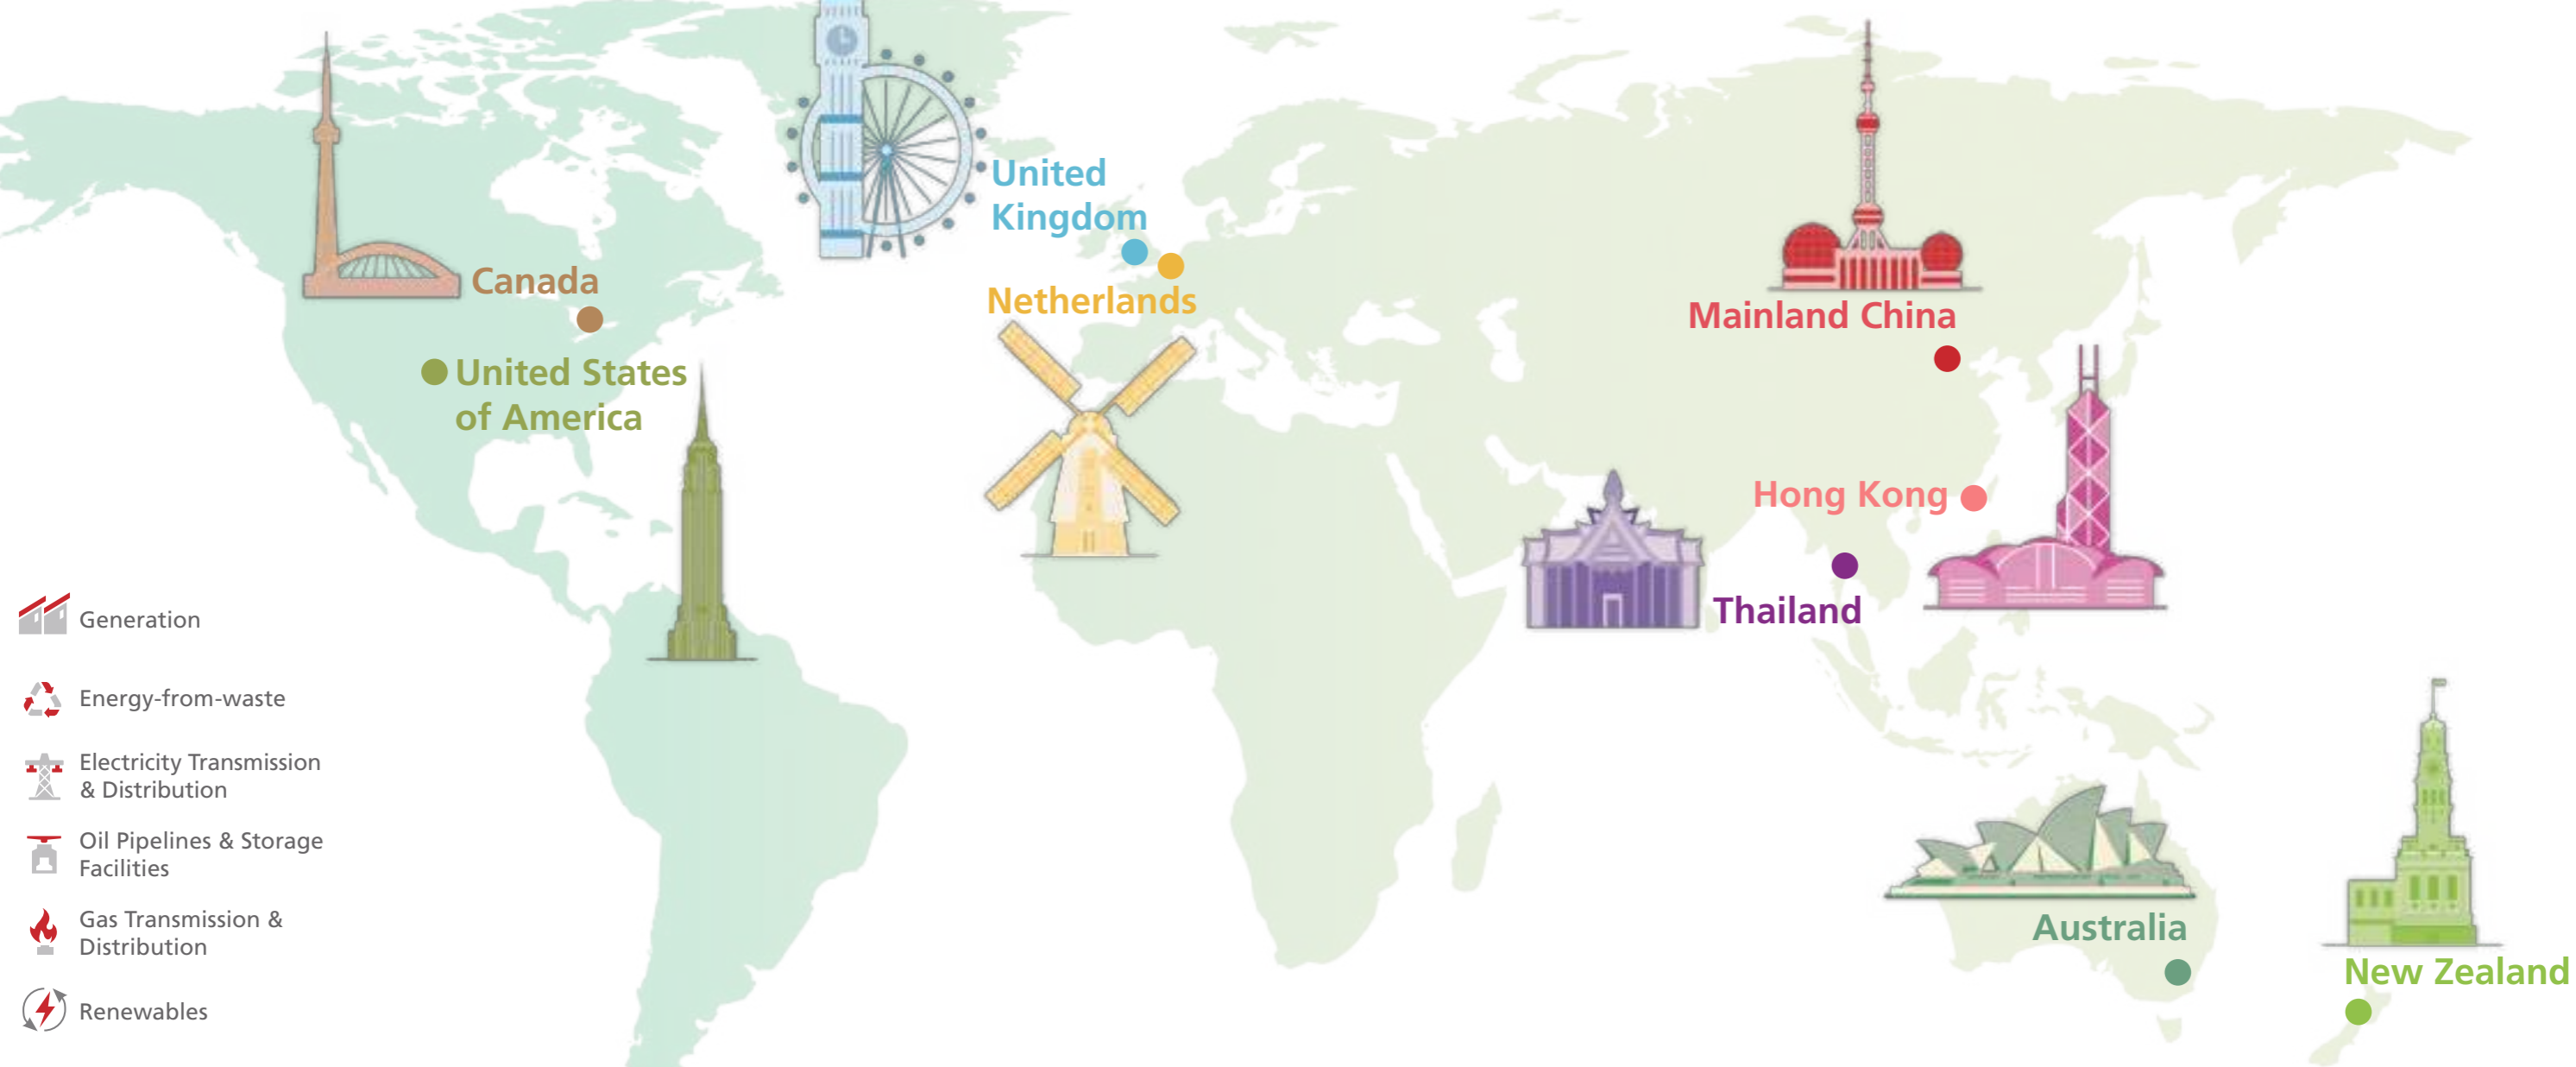 United
Kingdom
Canada
Netherlands
Mainland China
United States
of America
Hong Kong
Thailand
Generation
Energy-from-waste
Electricity Transmission
& Distribution
Oil Pipelines & Storage
Facilities
Gas Transmission &
Distribution
Renewables
Australia
New Zealand